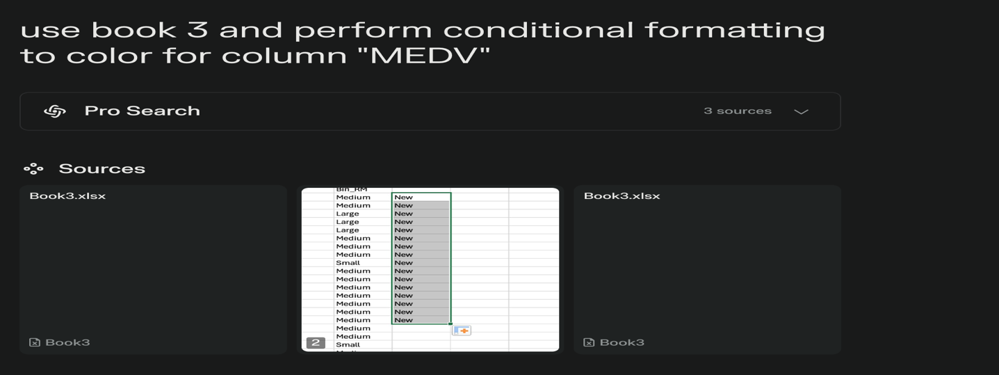 use book 3 and perform conditional formatting
to color for column "MEDV"
Pro Search
3 sources
Sources
Book3.xlsx
Book3
Bin_RM
Medium New
Medium New
Large New
Large New
Large New
Medium New
Medium New
Medium New
Small New
Medium New
Medium New
Medium New
Medium New
Medium New
Medium New
Medium New
Medium
Medium
Small
2
Book3.xlsx
Book3